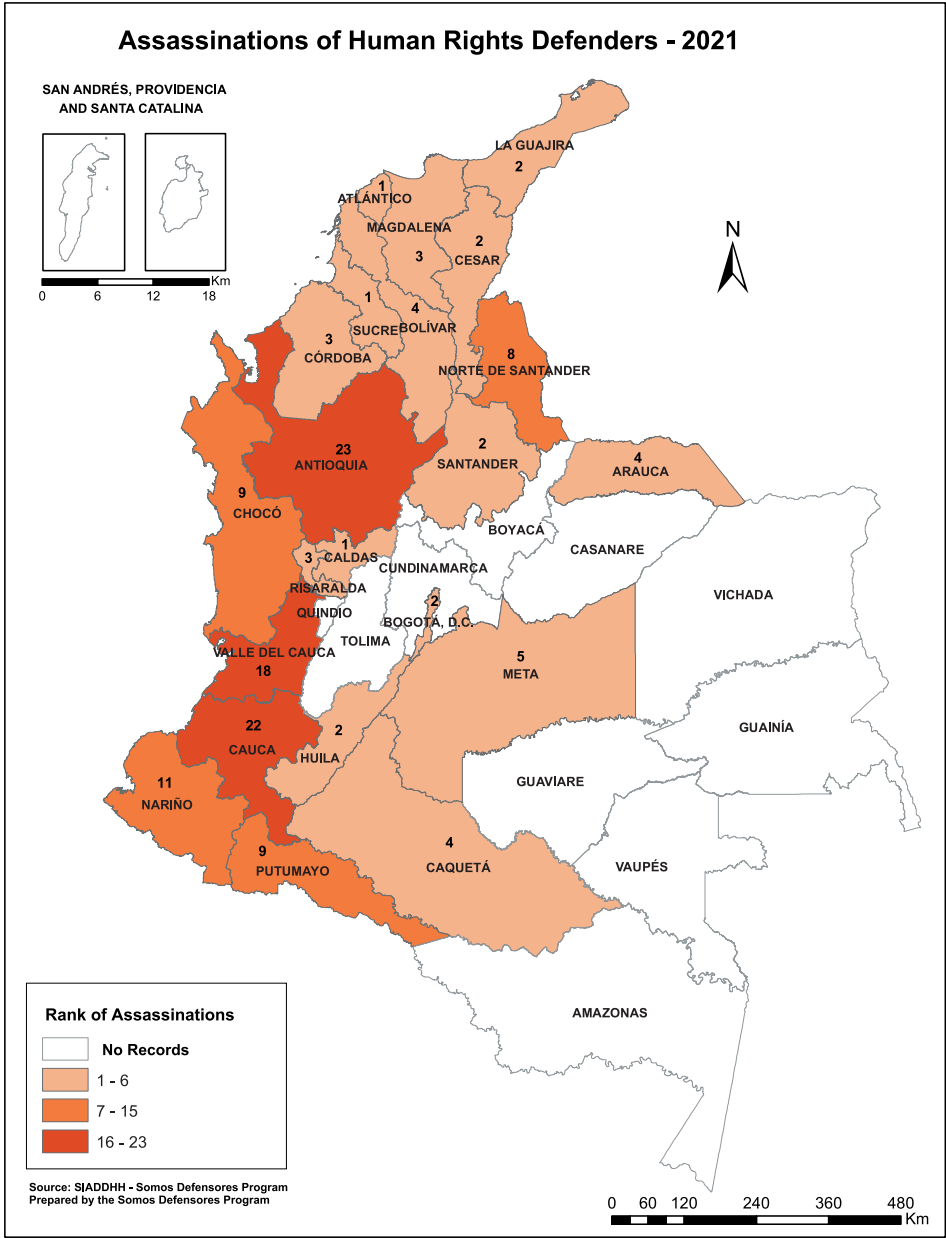 Assassinations of Human Rights Defenders - 2021
SAN ANDRÉS, PROVIDENCIA
AND SANTA CATALINA
Km
0 6 12 18
N
LA GUAJIRA
2
1
ATLÁNTICO
MAGDALENA
3
2
CESAR
1
SUCRE
4
BOLÍVAR
3
CÓRDOBA
8
NORTE DE SANTANDER
23
ANTIOQUIA
2
SANTANDER
4
ARAUCA
9
CHOCÓ
BOYACÁ
CASANARE
1
CALDAS
3
RISARALDA
CUNDINAMARCA
VICHADA
QUINDIO
2
BOGOTÁ, D.C.
TOLIMA
VALLE DEL CAUCA
18
5
META
22
CAUCA
2
HUILA
GUAINÍA
GUAVIARE
11
NARIÑO
9
PUTUMAYO
4
CAQUETÁ
VAUPÉS
AMAZONAS
Rank of Assassinations
No Records
1 - 6
7 - 15
16 - 23
Source: SIADDHH - Somos Defensores Program
Prepared by the Somos Defensores Program
0 60 120 240 360 480
Km